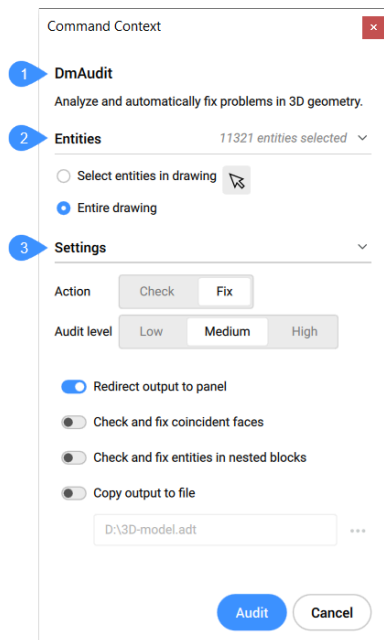 Command Context
×
1
DmAudit
Analyze and automatically fix problems in 3D geometry.
2
Entities 11321 entities selected
Select entities in drawing
Entire drawing
3
Settings
Action Check Fix
Audit level Low Medium High
Redirect output to panel
Check and fix coincident faces
Check and fix entities in nested blocks
Copy output to file
D:\3D-model.adt ...
Audit Cancel